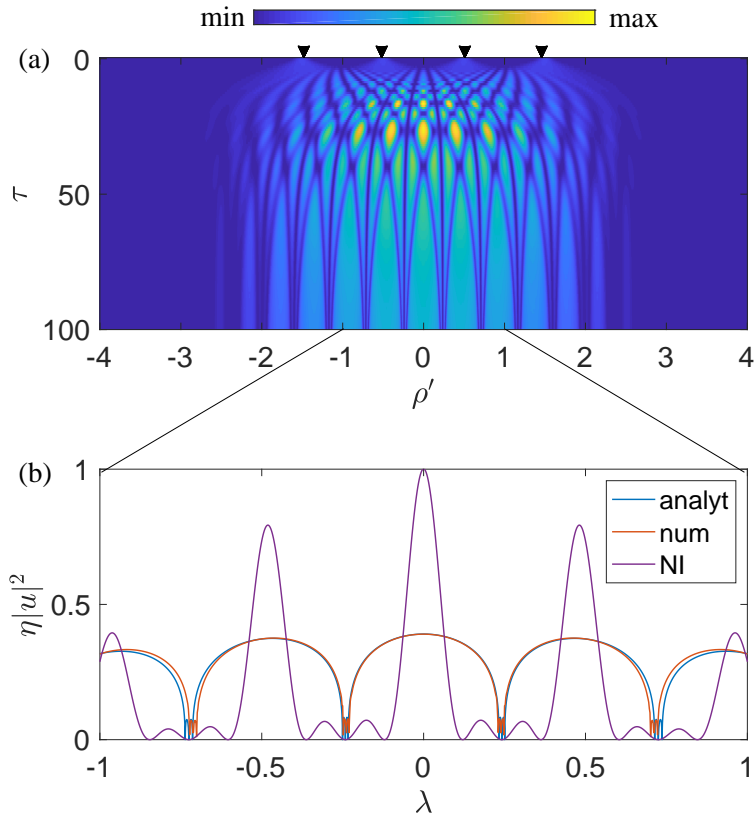 min max
(a)
0
50
100
τ
-4 -3 -2 -1 0 1 2 3 4
ρ′
(b)
1
0.5
0
η|u|²
analyt
num
NI
-1 -0.5 0 0.5 1
λ